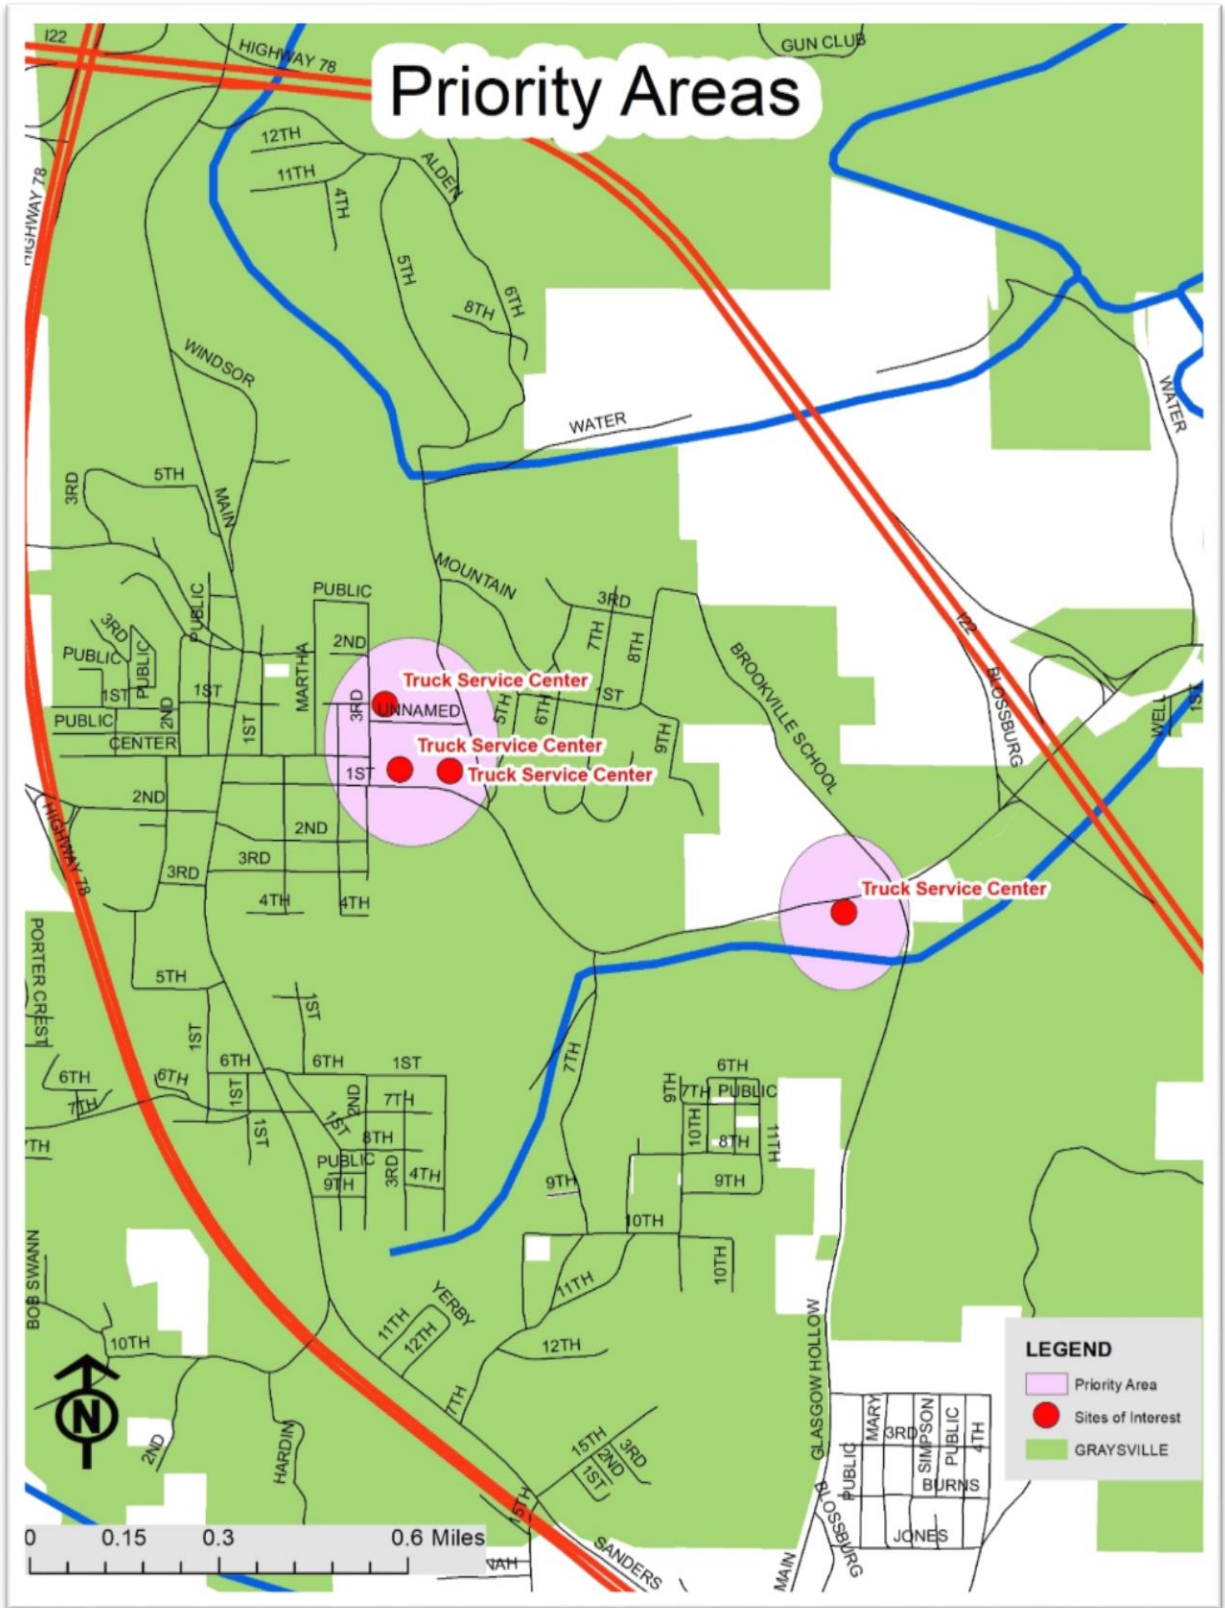 I22
HIGHWAY 78
GUN CLUB
Priority Areas
12TH
11TH
ALDEN
4TH
HIGHWAY 78
5TH
6TH
8TH
WINDSOR
WATER
WATER
3RD
5TH
MAIN
MOUNTAIN
PUBLIC
PUBLIC
3RD
3RD
2ND
7TH
8TH
I22
PUBLIC
PUBLIC
MARTHA
BROOKVILLE SCHOOL
BLOSSBURG
Truck Service Center
1ST
1ST
1ST
WELL
1ST
2ND
3RD
UNNAMED
5TH
6TH
PUBLIC
1ST
9TH
CENTER
Truck Service Center
1ST
Truck Service Center
2ND
2ND
HIGHWAY 78
3RD
3RD
Truck Service Center
4TH
4TH
PORTER CREST
5TH
1ST
1ST
7TH
6TH
6TH
1ST
6TH
6TH
6TH
9TH
7TH
PUBLIC
7TH
1ST
2ND
7TH
1ST
1ST
8TH
10TH
8TH
11TH
7TH
PUBLIC
3RD
4TH
9TH
9TH
9TH
10TH
BOB SWANN
10TH
11TH
YERBY
11TH
12TH
10TH
12TH
GLASGOW HOLLOW
LEGEND
Priority Area
Sites of Interest
GRAYSVILLE
N
7TH
MARY
3RD
SIMPSON
PUBLIC
4TH
2ND
HARDIN
15TH
3RD
2ND
1ST
PUBLIC
BURNS
15TH
BLOSSBURG
JONES
0 0.15 0.3 0.6 Miles
NAH
SANDERS
MAIN